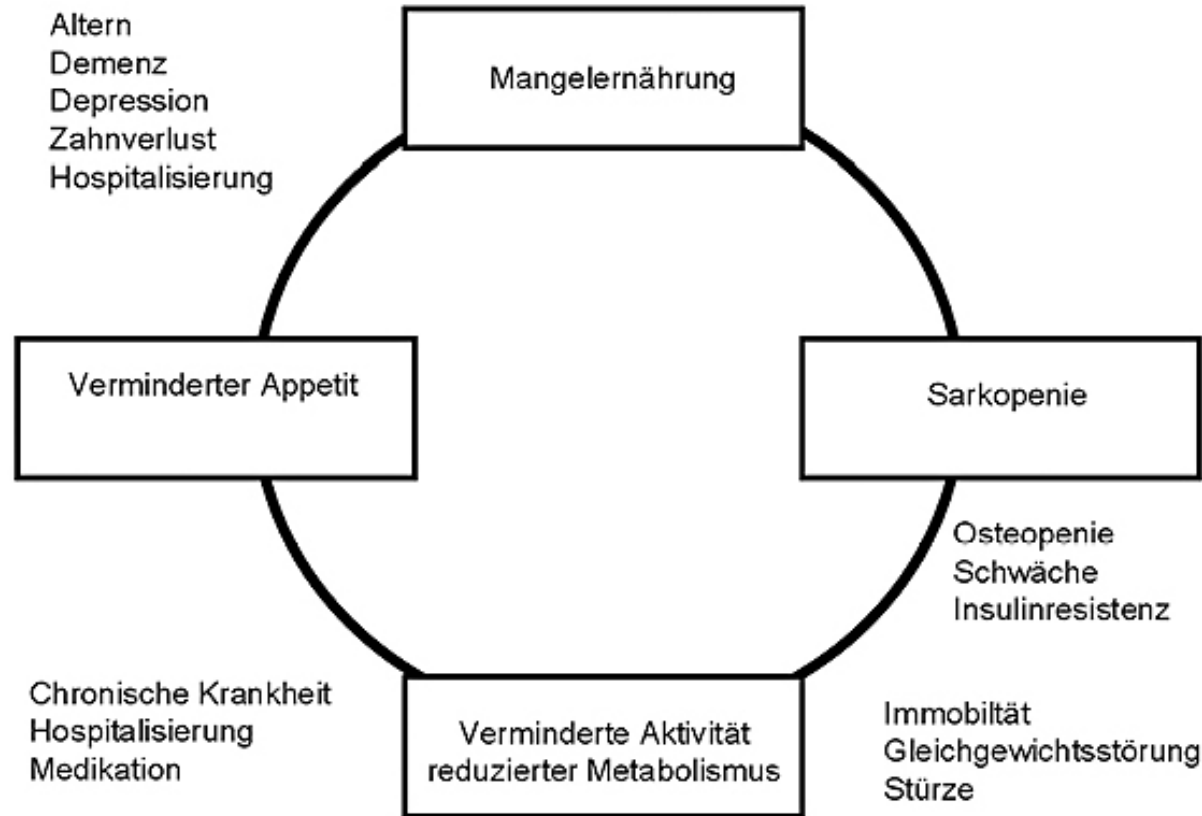 Altern
Demenz
Depression
Zahnverlust
Hospitalisierung
Mangelernährung
Verminderter Appetit
Sarkopenie
Osteopenie
Schwäche
Insulinresistenz
Chronische Krankheit
Hospitalisierung
Medikation
Verminderte Aktivität
reduzierter Metabolismus
Immobiltät
Gleichgewichtsstörung
Stürze